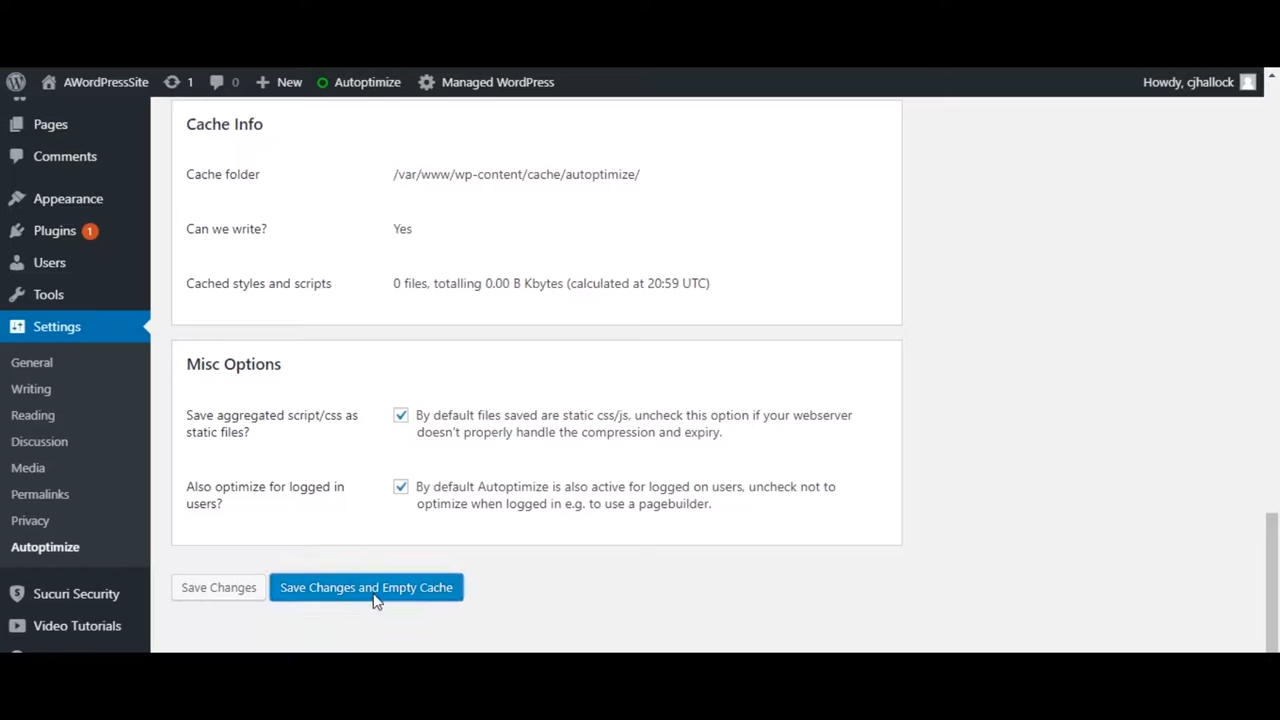 AWordPressSite 1 0 New Autoptimize Managed WordPress Howdy, cjhallock
Pages
Comments
Appearance
Plugins 1
Users
Tools
Settings
General
Writing
Reading
Discussion
Media
Permalinks
Privacy
Autoptimize
Sucuri Security
Video Tutorials
Cache Info
Cache folder /var/www/wp-content/cache/autoptimize/
Can we write? Yes
Cached styles and scripts 0 files, totalling 0.00 B Kbytes (calculated at 20:59 UTC)
Misc Options
Save aggregated script/css as
static files?
By default files saved are static css/js, uncheck this option if your webserver
doesn't properly handle the compression and expiry.
Also optimize for logged in
users?
By default Autoptimize is also active for logged on users, uncheck not to
optimize when logged in e.g. to use a pagebuilder.
Save Changes Save Changes and Empty Cache